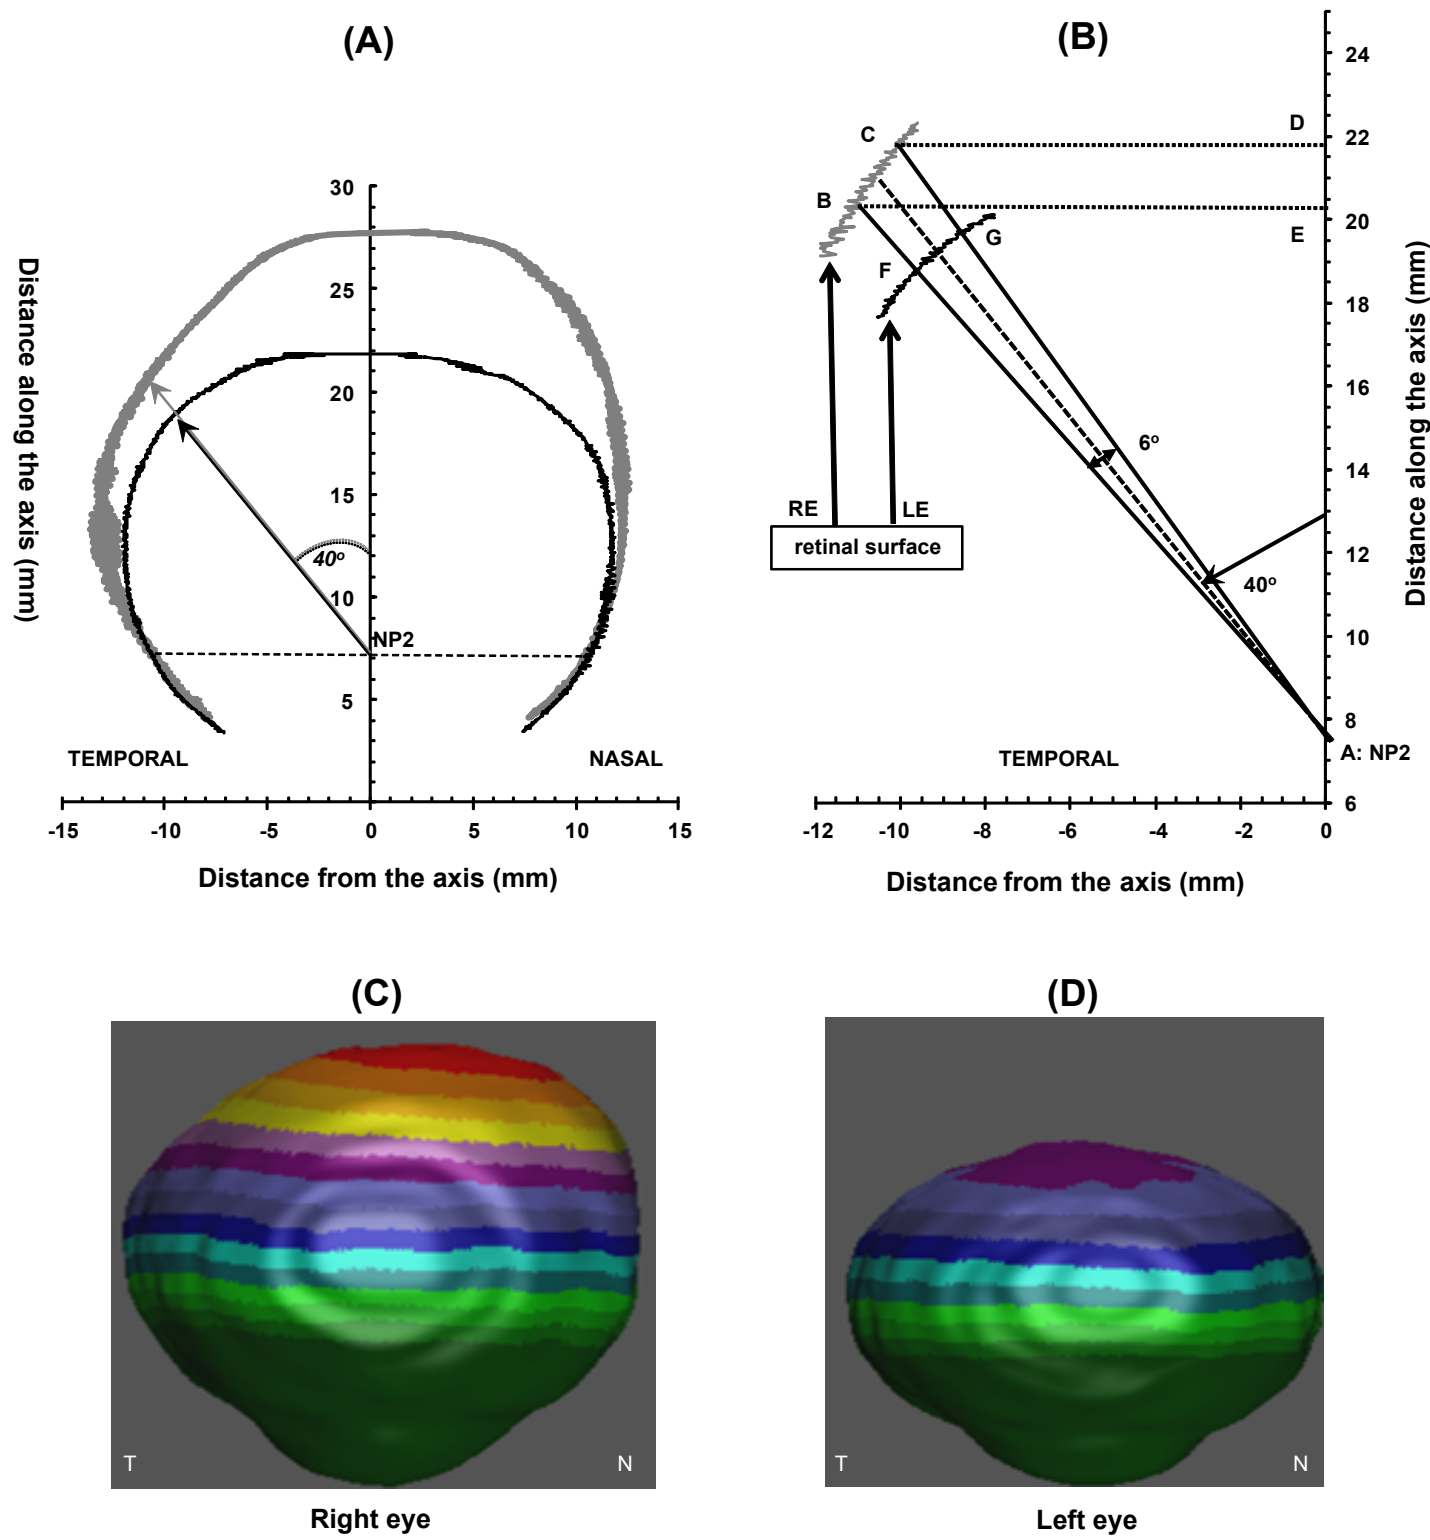 (A)
30
25
20
15
10
5
40o
NP2
TEMPORAL
NASAL
-15 -10 -5 0 5 10 15
Distance from the axis (mm)
Distance along the axis (mm)
(B)
24
22
20
18
16
14
12
10
8
6
C
D
B
E
G
F
6o
RE
LE
retinal surface
40o
TEMPORAL
A: NP2
-12 -10 -8 -6 -4 -2 0
Distance from the axis (mm)
Distance along the axis (mm)
(C)
T N
Right eye
(D)
T N
Left eye